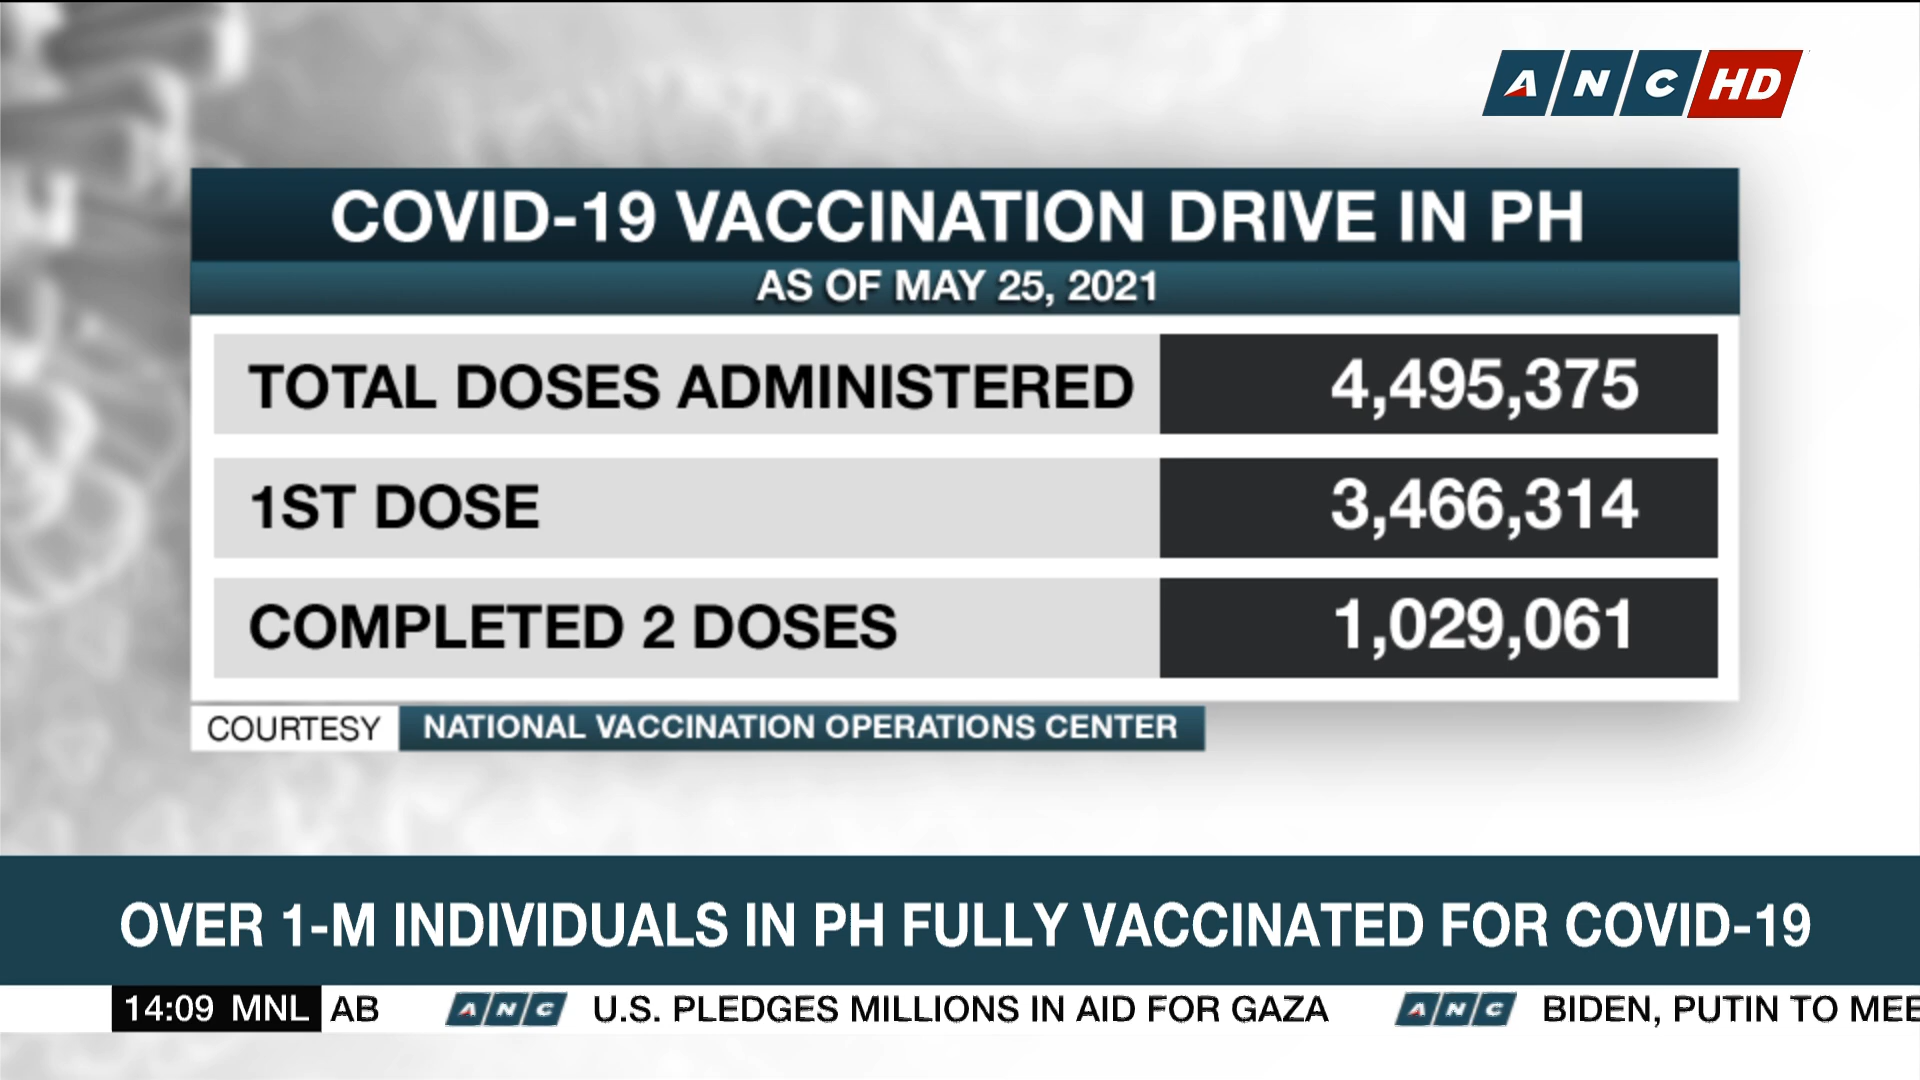 ANC HD
COVID-19 VACCINATION DRIVE IN PH
AS OF MAY 25, 2021
TOTAL DOSES ADMINISTERED 4,495,375
1ST DOSE 3,466,314
COMPLETED 2 DOSES 1,029,061
COURTESY NATIONAL VACCINATION OPERATIONS CENTER
OVER 1-M INDIVIDUALS IN PH FULLY VACCINATED FOR COVID-19
14:09 MNL AB ANC U.S. PLEDGES MILLIONS IN AID FOR GAZA ANC BIDEN, PUTIN TO MEE